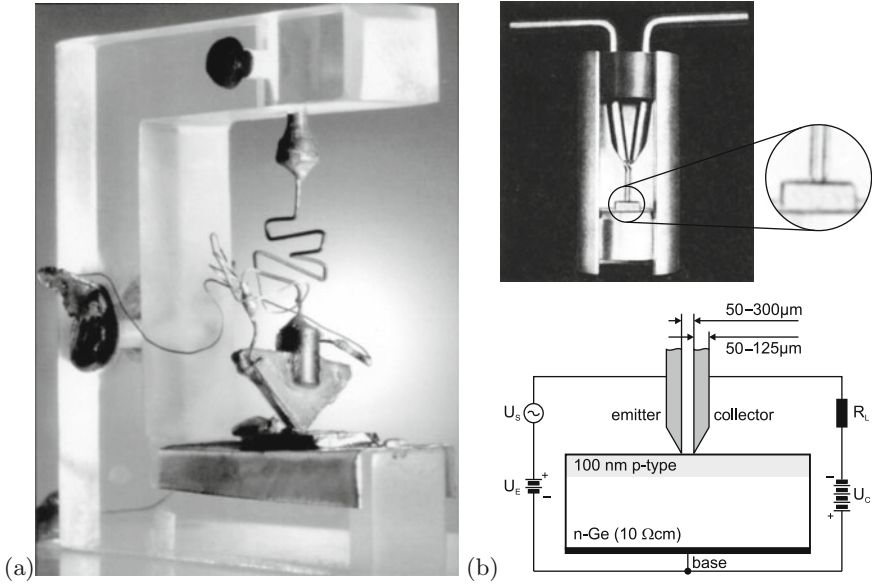 (a)
(b)
50–300μm
50–125μm
U_S
emitter
collector
R_L
100 nm p-type
U_E
+
−
−
U_C
+
n-Ge (10 Ωcm)
base